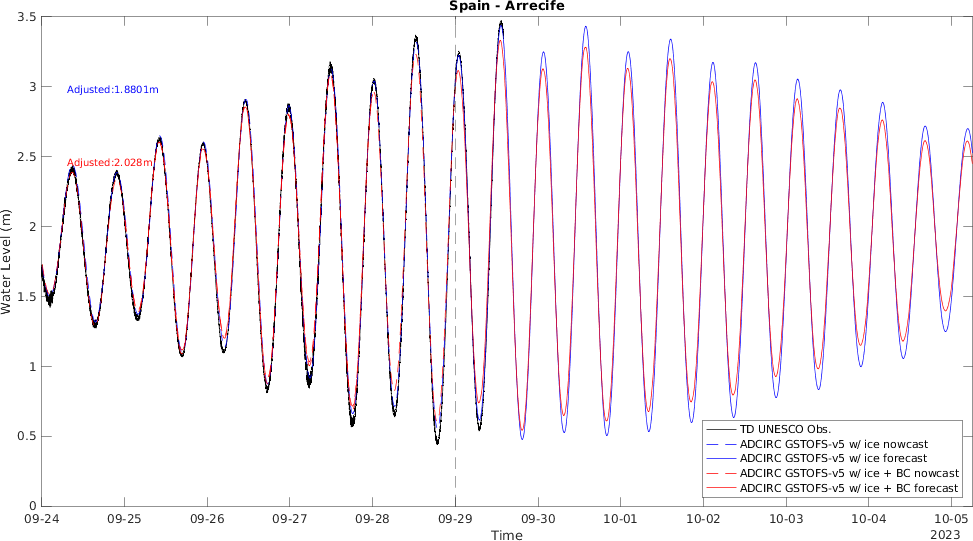 Spain - Arrecife
3.5
3
2.5
2
1.5
1
0.5
0
Water Level (m)
Adjusted:1.8801m
Adjusted:2.028m
TD UNESCO Obs.
ADCIRC GSTOFS-v5 w/ ice nowcast
ADCIRC GSTOFS-v5 w/ ice forecast
ADCIRC GSTOFS-v5 w/ ice + BC nowcast
ADCIRC GSTOFS-v5 w/ ice + BC forecast
09-24 09-25 09-26 09-27 09-28 09-29 09-30 10-01 10-02 10-03 10-04 10-05
2023
Time